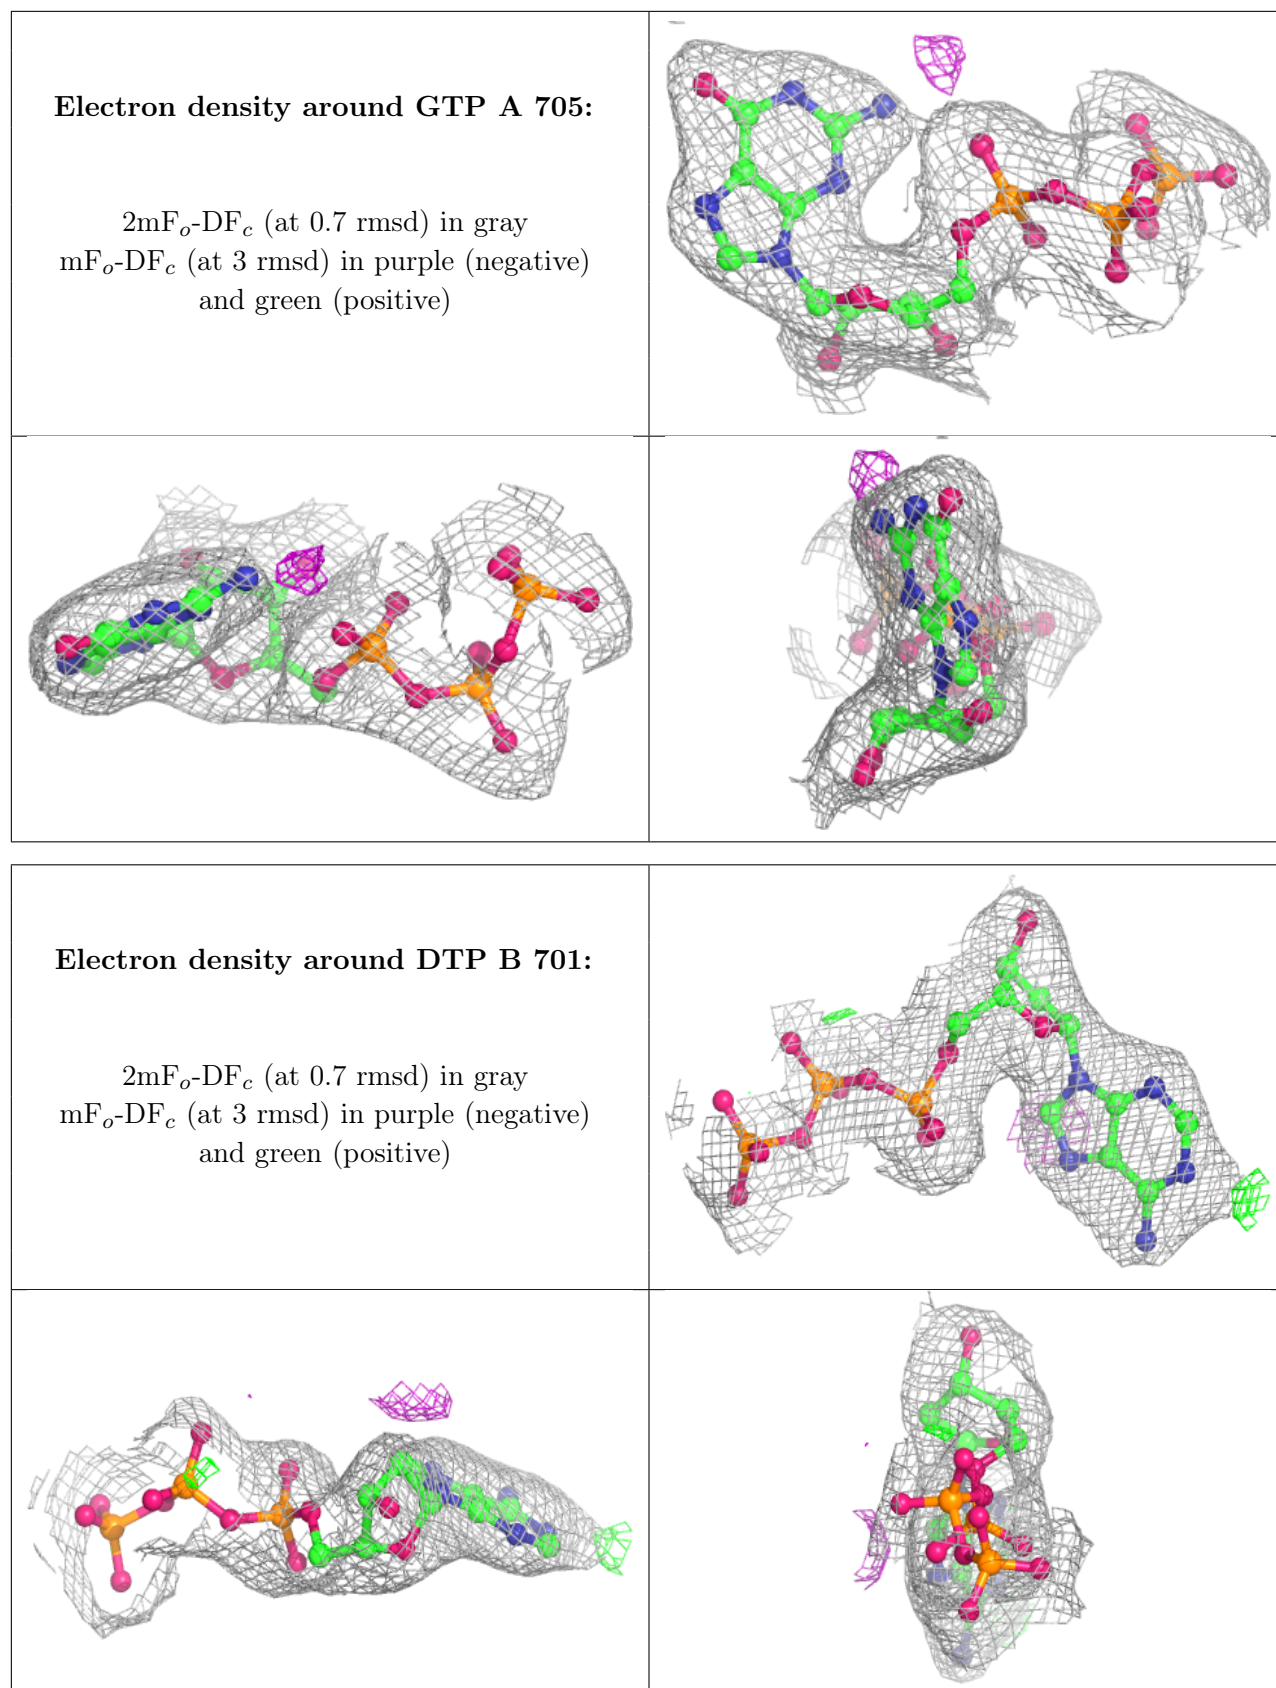 Electron density around GTP A 705:
2mFₒ-DF𝑐 (at 0.7 rmsd) in gray
mFₒ-DF𝑐 (at 3 rmsd) in purple (negative)
and green (positive)
Electron density around DTP B 701:
2mFₒ-DF𝑐 (at 0.7 rmsd) in gray
mFₒ-DF𝑐 (at 3 rmsd) in purple (negative)
and green (positive)